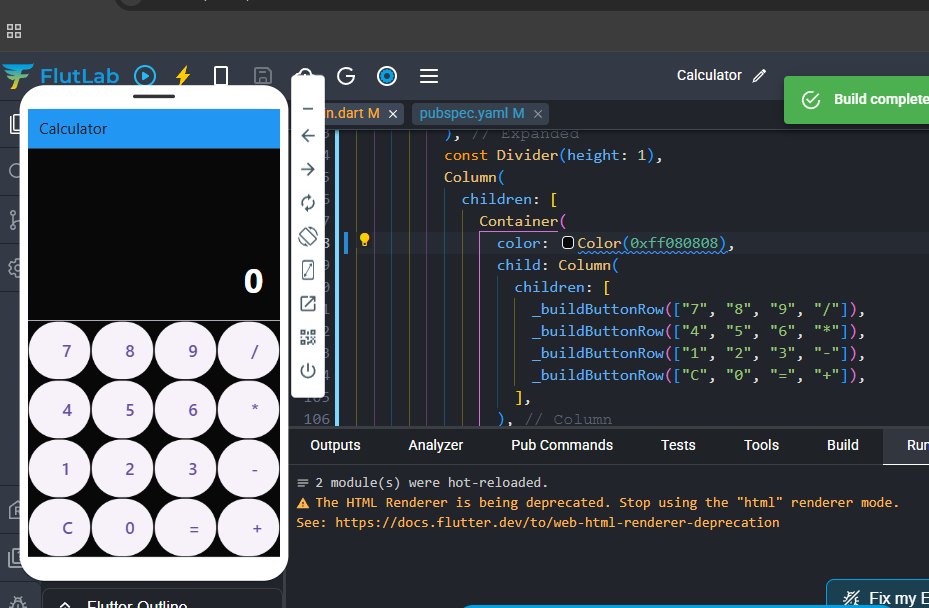 FlutLab
Calculator
Build complete
in.dart M
pubspec.yaml M
Calculator
0
7 8 9 /
4 5 6 *
1 2 3 -
C 0 = +
), // Expanded
const Divider(height: 1),
Column(
children: [
Container(
color: Color(0xff080808),
child: Column(
children: [
_buildButtonRow(["7", "8", "9", "/"]),
_buildButtonRow(["4", "5", "6", "*"]),
_buildButtonRow(["1", "2", "3", "-"]),
_buildButtonRow(["C", "0", "=", "+"]),
105 ],
106 ), // Column
Outputs Analyzer Pub Commands Tests Tools Build Run
2 module(s) were hot-reloaded.
The HTML Renderer is being deprecated. Stop using the "html" renderer mode.
See: https://docs.flutter.dev/to/web-html-renderer-deprecation
Flutter Outline
Fix my E